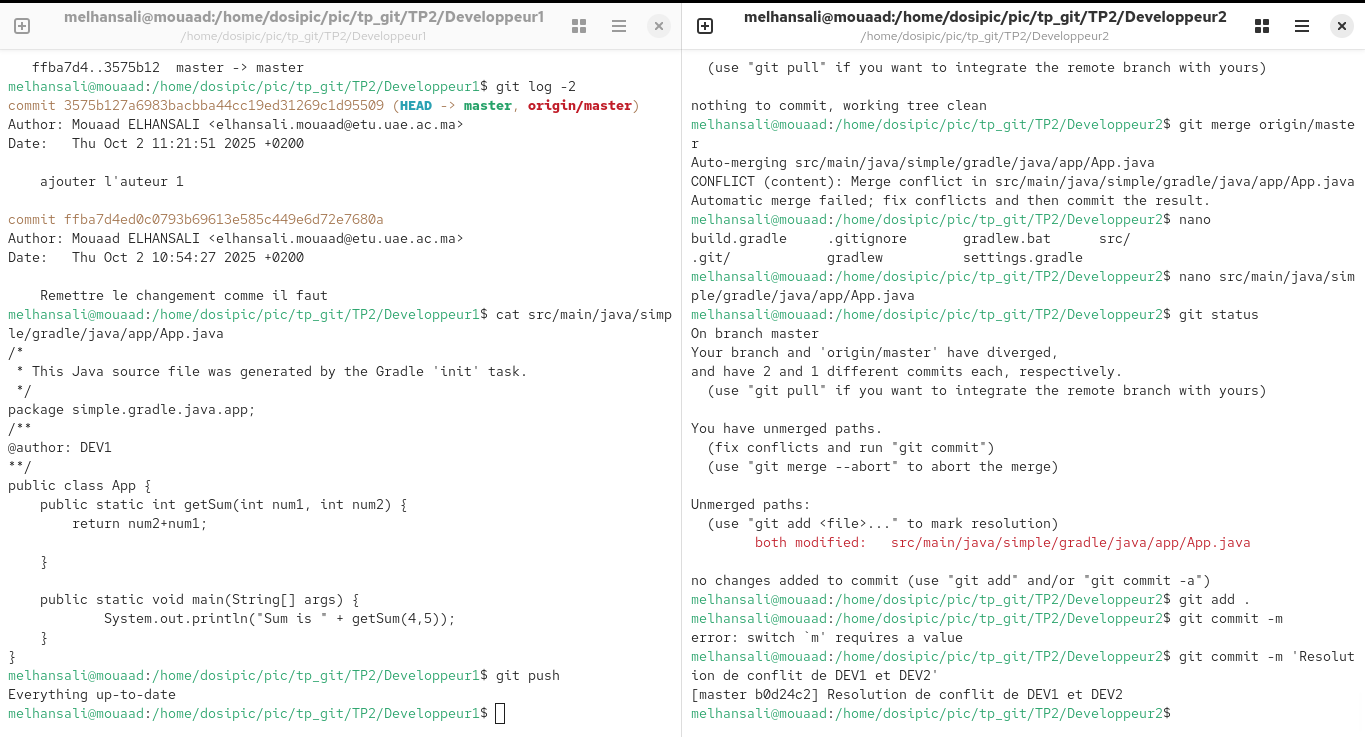 melhansali@mouaad:/home/dosipic/pic/tp_git/TP2/Developpeur1
/home/dosipic/pic/tp_git/TP2/Developpeur1
   ffba7d4..3575b12  master -> master
melhansali@mouaad:/home/dosipic/pic/tp_git/TP2/Developpeur1$ git log -2
commit 3575b127a6983bacbba44cc19ed31269c1d95509 (HEAD -> master, origin/master)
Author: Mouaad ELHANSALI <elhansali.mouaad@etu.uae.ac.ma>
Date:   Thu Oct 2 11:21:51 2025 +0200
    ajouter l'auteur 1
commit ffba7d4ed0c0793b69613e585c449e6d72e7680a
Author: Mouaad ELHANSALI <elhansali.mouaad@etu.uae.ac.ma>
Date:   Thu Oct 2 10:54:27 2025 +0200
    Remettre le changement comme il faut
melhansali@mouaad:/home/dosipic/pic/tp_git/TP2/Developpeur1$ cat src/main/java/simp
le/gradle/java/app/App.java
/*
 * This Java source file was generated by the Gradle 'init' task.
 */
package simple.gradle.java.app;
/**
@author: DEV1
**/
public class App {
    public static int getSum(int num1, int num2) {
        return num2+num1;
    }
    public static void main(String[] args) {
            System.out.println("Sum is " + getSum(4,5));
    }
}
melhansali@mouaad:/home/dosipic/pic/tp_git/TP2/Developpeur1$ git push
Everything up-to-date
melhansali@mouaad:/home/dosipic/pic/tp_git/TP2/Developpeur1$
melhansali@mouaad:/home/dosipic/pic/tp_git/TP2/Developpeur2
/home/dosipic/pic/tp_git/TP2/Developpeur2
  (use "git pull" if you want to integrate the remote branch with yours)
nothing to commit, working tree clean
melhansali@mouaad:/home/dosipic/pic/tp_git/TP2/Developpeur2$ git merge origin/maste
r
Auto-merging src/main/java/simple/gradle/java/app/App.java
CONFLICT (content): Merge conflict in src/main/java/simple/gradle/java/app/App.java
Automatic merge failed; fix conflicts and then commit the result.
melhansali@mouaad:/home/dosipic/pic/tp_git/TP2/Developpeur2$ nano
build.gradle     .gitignore       gradlew.bat      src/
.git/            gradlew          settings.gradle
melhansali@mouaad:/home/dosipic/pic/tp_git/TP2/Developpeur2$ nano src/main/java/sim
ple/gradle/java/app/App.java
melhansali@mouaad:/home/dosipic/pic/tp_git/TP2/Developpeur2$ git status
On branch master
Your branch and 'origin/master' have diverged,
and have 2 and 1 different commits each, respectively.
  (use "git pull" if you want to integrate the remote branch with yours)
You have unmerged paths.
  (fix conflicts and run "git commit")
  (use "git merge --abort" to abort the merge)
Unmerged paths:
  (use "git add <file>..." to mark resolution)
        both modified:   src/main/java/simple/gradle/java/app/App.java
no changes added to commit (use "git add" and/or "git commit -a")
melhansali@mouaad:/home/dosipic/pic/tp_git/TP2/Developpeur2$ git add .
melhansali@mouaad:/home/dosipic/pic/tp_git/TP2/Developpeur2$ git commit -m
error: switch `m' requires a value
melhansali@mouaad:/home/dosipic/pic/tp_git/TP2/Developpeur2$ git commit -m 'Resolut
ion de conflit de DEV1 et DEV2'
[master b0d24c2] Resolution de conflit de DEV1 et DEV2
melhansali@mouaad:/home/dosipic/pic/tp_git/TP2/Developpeur2$